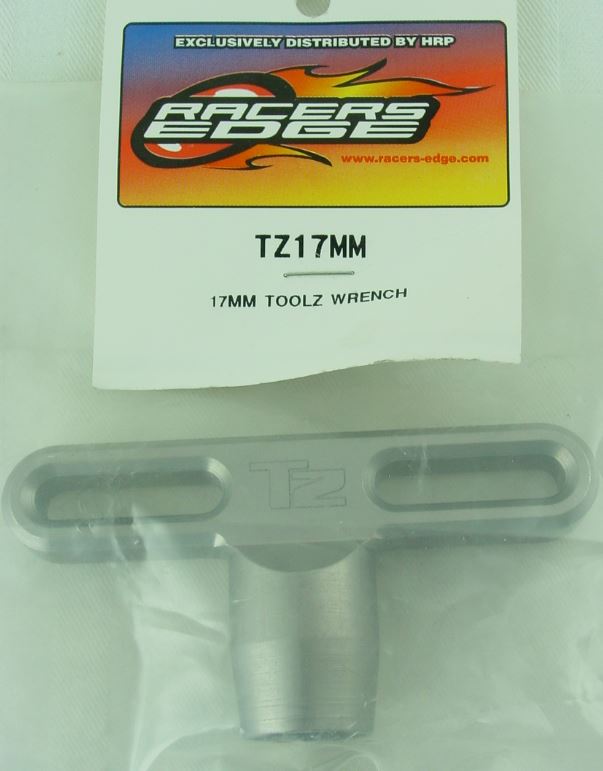 EXCLUSIVELY DISTRIBUTED BY HRP
RACERS
EDGE
www.racers-edge.com
TZ17MM
17MM TOOLZ WRENCH
TZ